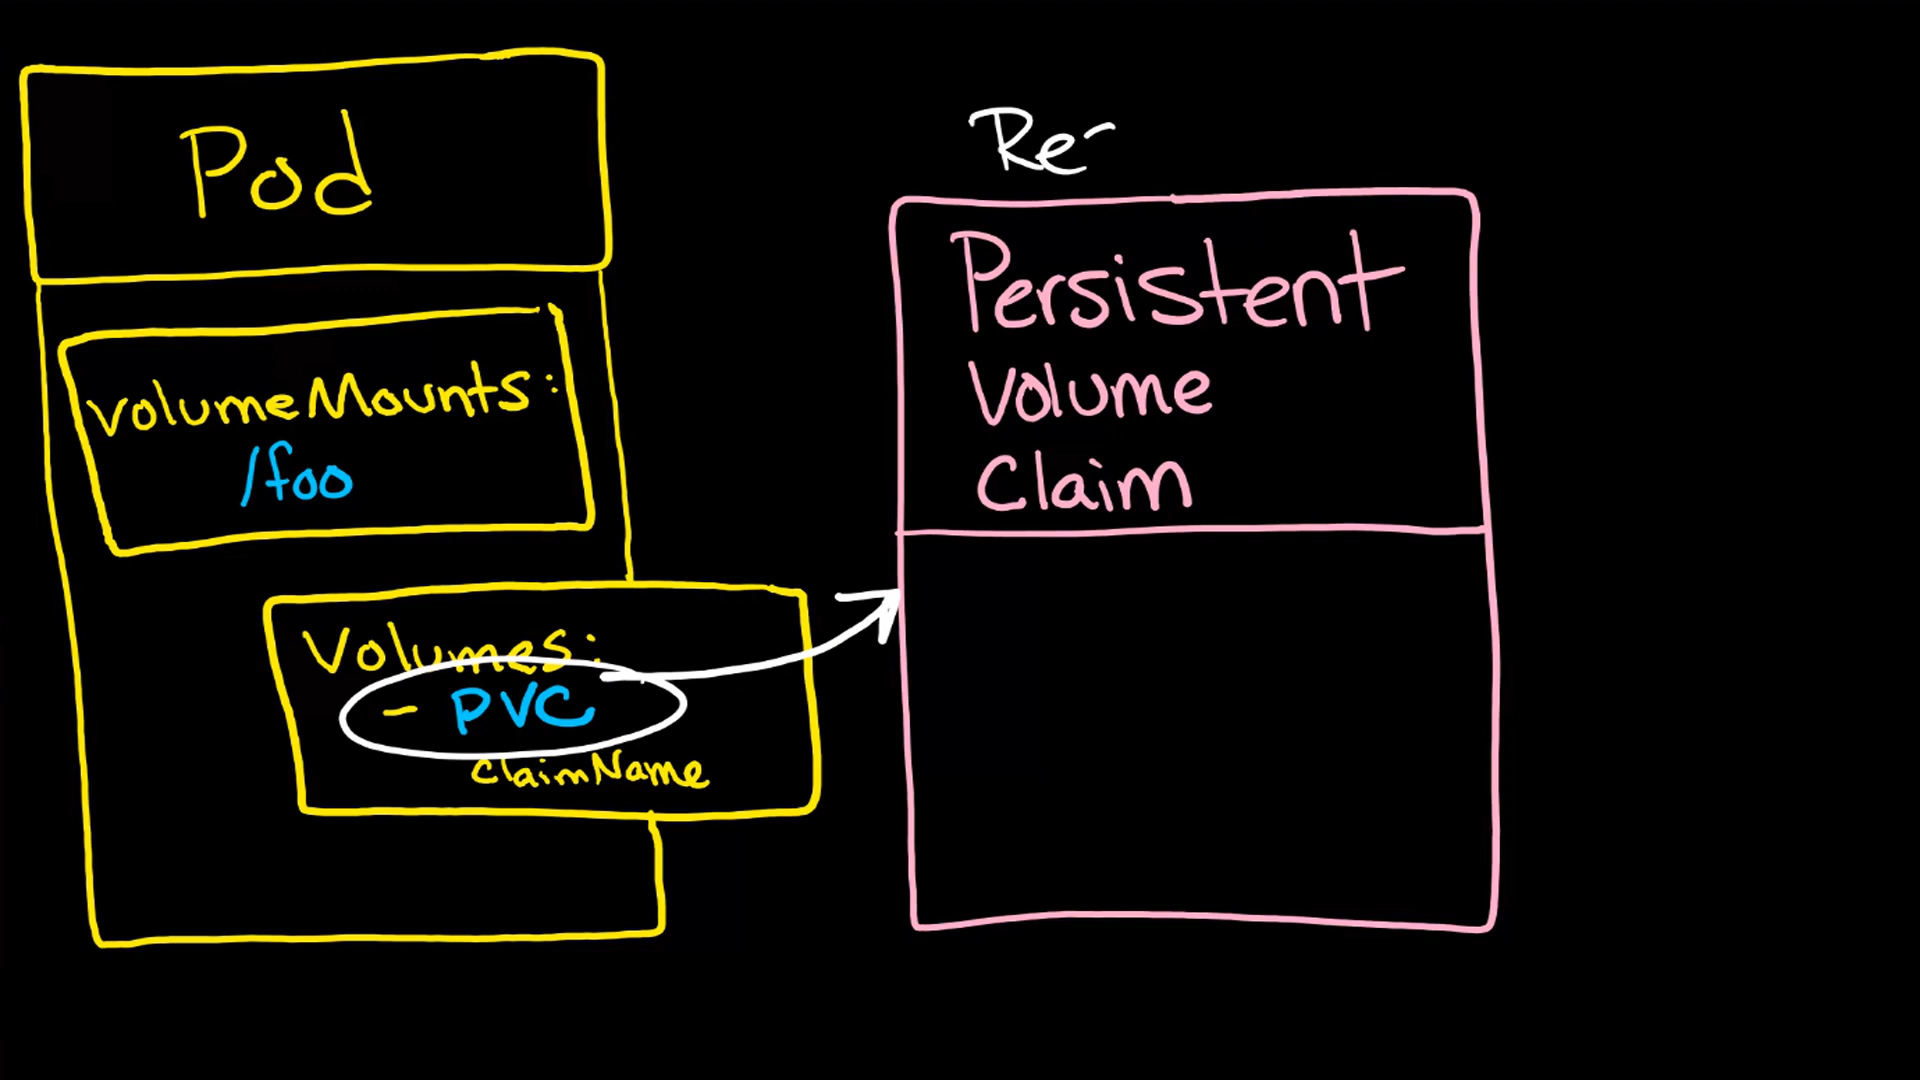 Pod
volumeMounts:
/foo
Volumes:
- PVC
claimName
Re
Persistent
Volume
Claim